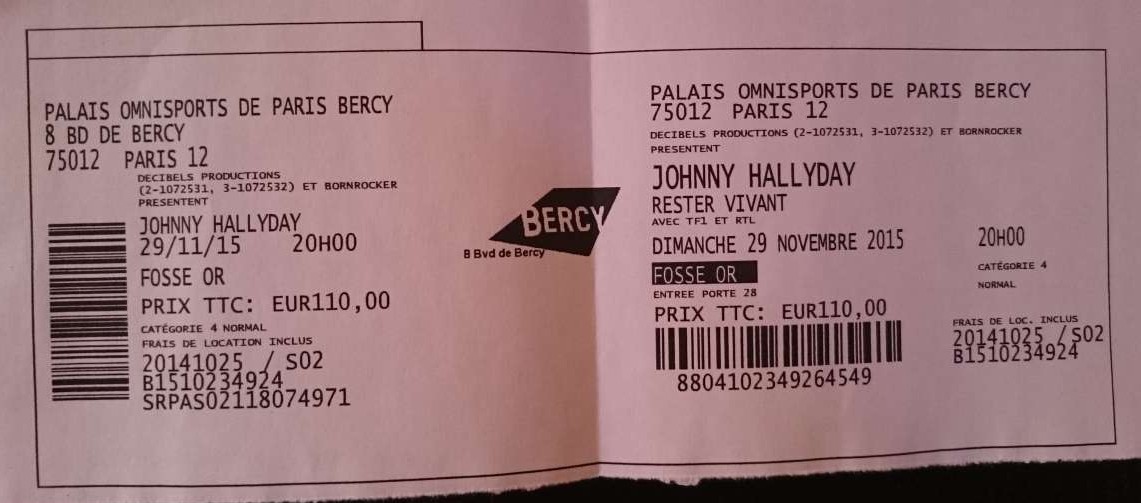 PALAIS OMNISPORTS DE PARIS BERCY
8 BD DE BERCY
75012 PARIS 12
DECIBELS PRODUCTIONS
(2-1072531, 3-1072532) ET BORNROCKER
PRESENTENT
JOHNNY HALLYDAY
29/11/15 20H00
FOSSE OR
PRIX TTC: EUR110,00
CATÉGORIE 4 NORMAL
FRAIS DE LOCATION INCLUS
20141025 / S02
B1510234924
SRPAS02118074971
BERCY
8 Bvd de Bercy
PALAIS OMNISPORTS DE PARIS BERCY
75012 PARIS 12
DECIBELS PRODUCTIONS (2-1072531, 3-1072532) ET BORNROCKER
PRESENTENT
JOHNNY HALLYDAY
RESTER VIVANT
AVEC TF1 ET RTL
DIMANCHE 29 NOVEMBRE 2015 20H00
FOSSE OR
CATÉGORIE 4
ENTREE PORTE 28
NORMAL
PRIX TTC: EUR110,00
8804102349264549
FRAIS DE LOC. INCLUS
20141025 / S02
B1510234924